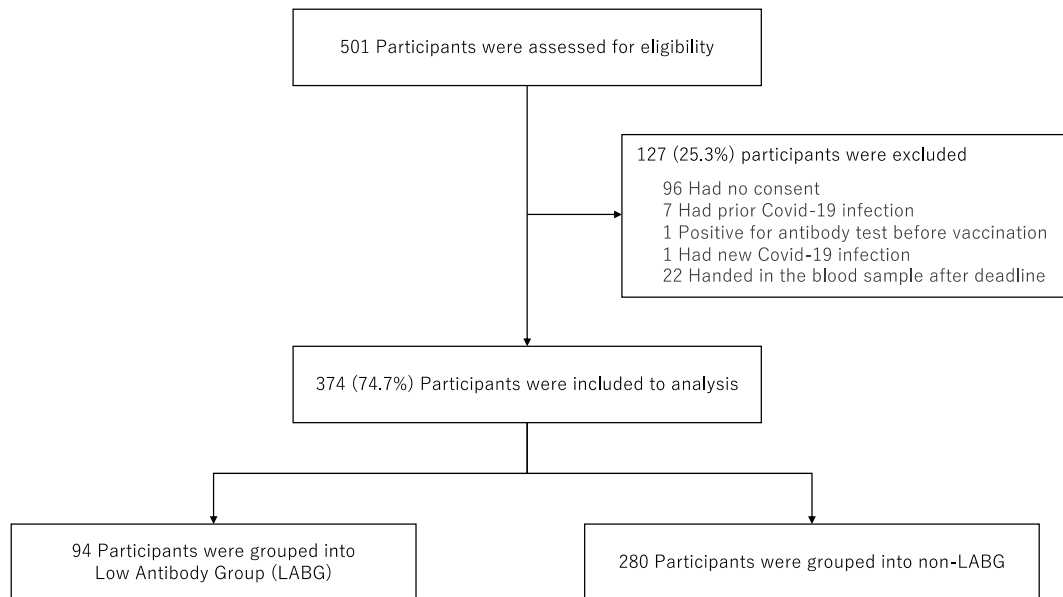 501 Participants were assessed for eligibility
127 (25.3%) participants were excluded
96 Had no consent
7 Had prior Covid-19 infection
1 Positive for antibody test before vaccination
1 Had new Covid-19 infection
22 Handed in the blood sample after deadline
374 (74.7%) Participants were included to analysis
94 Participants were grouped into
Low Antibody Group (LABG)
280 Participants were grouped into non-LABG